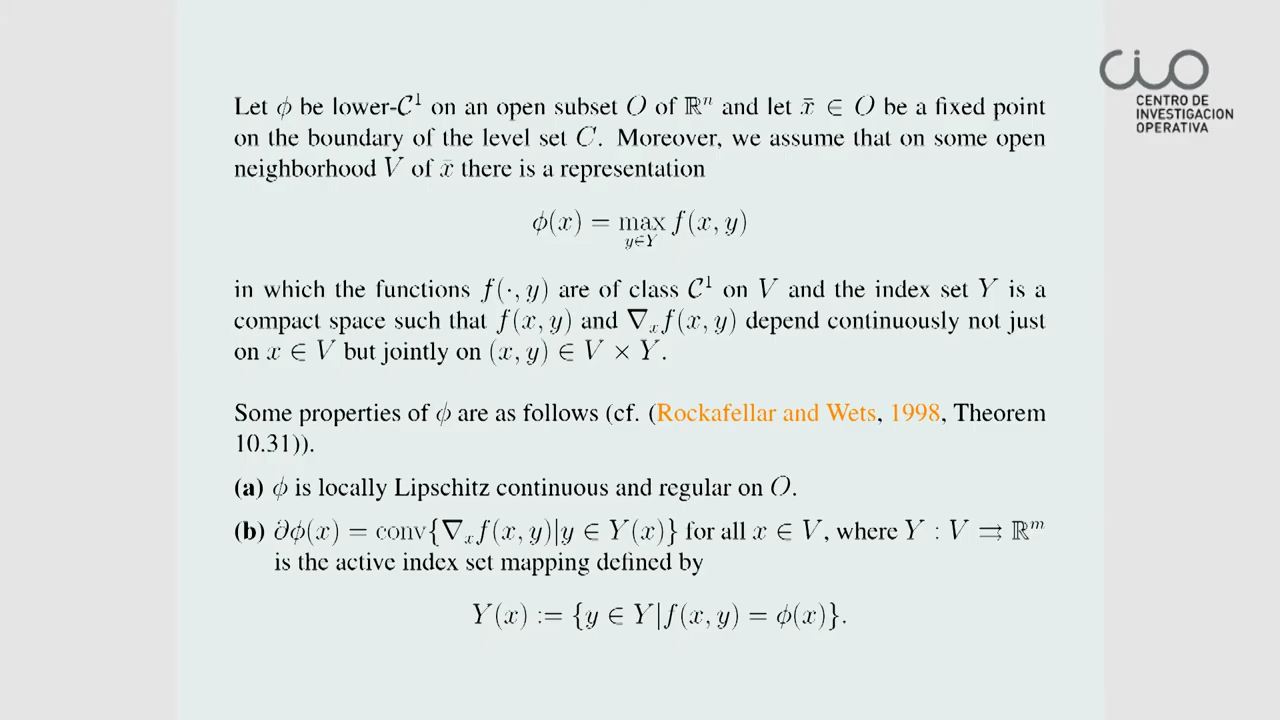 CIO
CENTRO DE
INVESTIGACION
OPERATIVA
Let ϕ be lower-𝒞¹ on an open subset O of ℝⁿ and let x̄ ∈ O be a fixed point
on the boundary of the level set C. Moreover, we assume that on some open
neighborhood V of x̄ there is a representation
ϕ(x) = max f(x, y)
y∈Y
in which the functions f(·, y) are of class 𝒞¹ on V and the index set Y is a
compact space such that f(x, y) and ∇ₓf(x, y) depend continuously not just
on x ∈ V but jointly on (x, y) ∈ V × Y.
Some properties of ϕ are as follows (cf. (Rockafellar and Wets, 1998, Theorem
10.31)).
(a) ϕ is locally Lipschitz continuous and regular on O.
(b) ∂ϕ(x) = conv{∇ₓf(x, y)|y ∈ Y(x)} for all x ∈ V, where Y : V ⇉ ℝᵐ
is the active index set mapping defined by
Y(x) := {y ∈ Y|f(x, y) = ϕ(x)}.